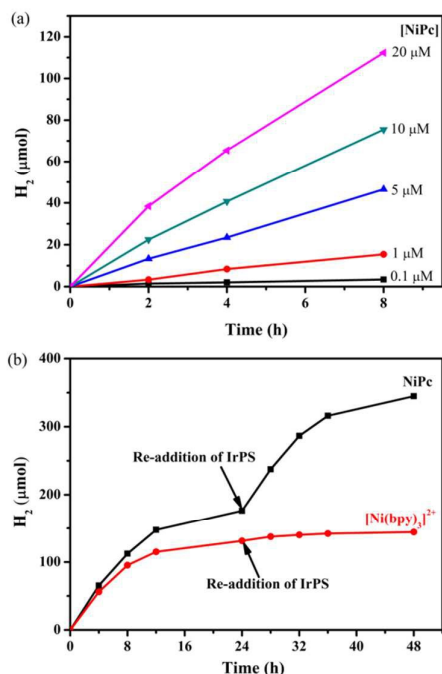 (a)
[NiPc]
120
100
80
60
40
20
0
H₂ (μmol)
20 μM
10 μM
5 μM
1 μM
0.1 μM
0 2 4 6 8
Time (h)
(b)
400
300
200
100
0
H₂ (μmol)
NiPc
Re-addition of IrPS
[Ni(bpy)₃]²⁺
Re-addition of IrPS
0 8 16 24 32 40 48
Time (h)